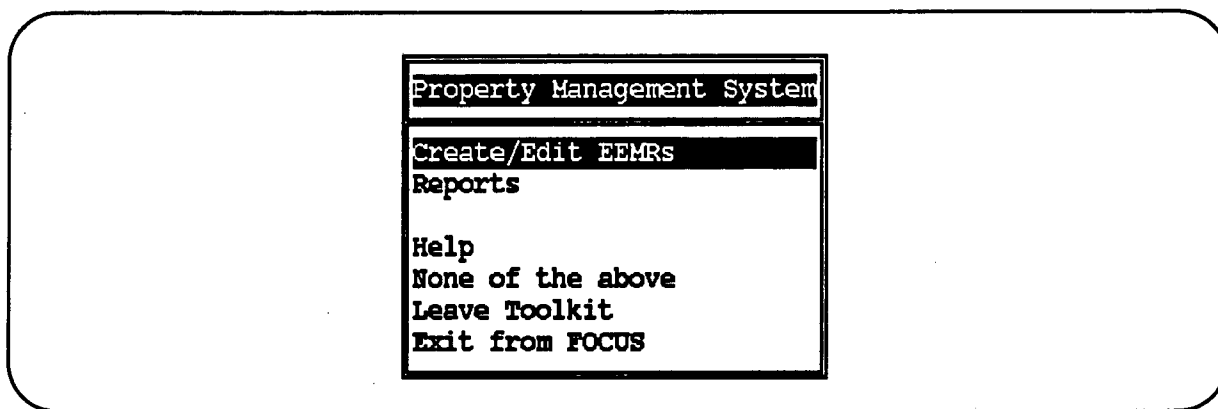 Property Management System
Create/Edit EEMRs
Reports
Help
None of the above
Leave Toolkit
Exit from FOCUS